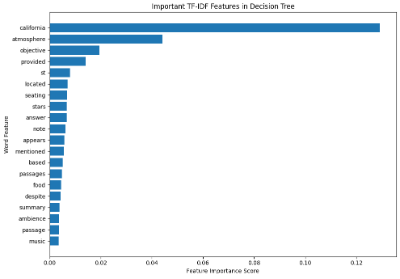 Important TF-IDF Features in Decision Tree
Word Feature
california
atmosphere
objective
provided
st
located
seating
stars
answer
note
appears
mentioned
based
passages
food
despite
summary
ambience
passage
music
0.00 0.02 0.04 0.06 0.08 0.10 0.12
Feature Importance Score